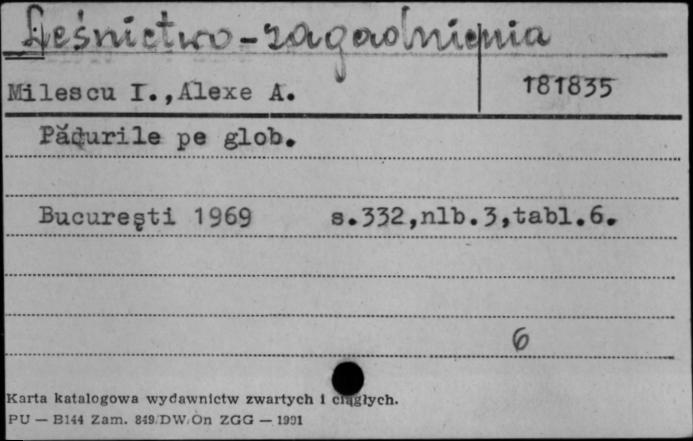 Leśnictwo-zagadnienia
Milescu I.,Alexe A.
181835
Pădurile pe glob.
București 1969 s.332,nlb.3,tabl.6.
6
Karta katalogowa wydawnictw zwartych i ciągłych.
PU — B144 Zam. 849/DW/On ZGG — 1991